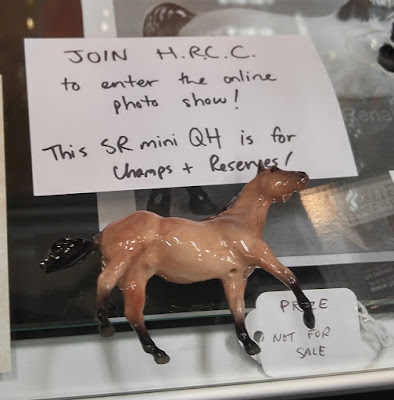 JOIN H.R.C.C.
to enter the online
photo show!
This SR mini QH is for
Champs + Reserves!
Rena
PRIZE
NOT FOR
SALE